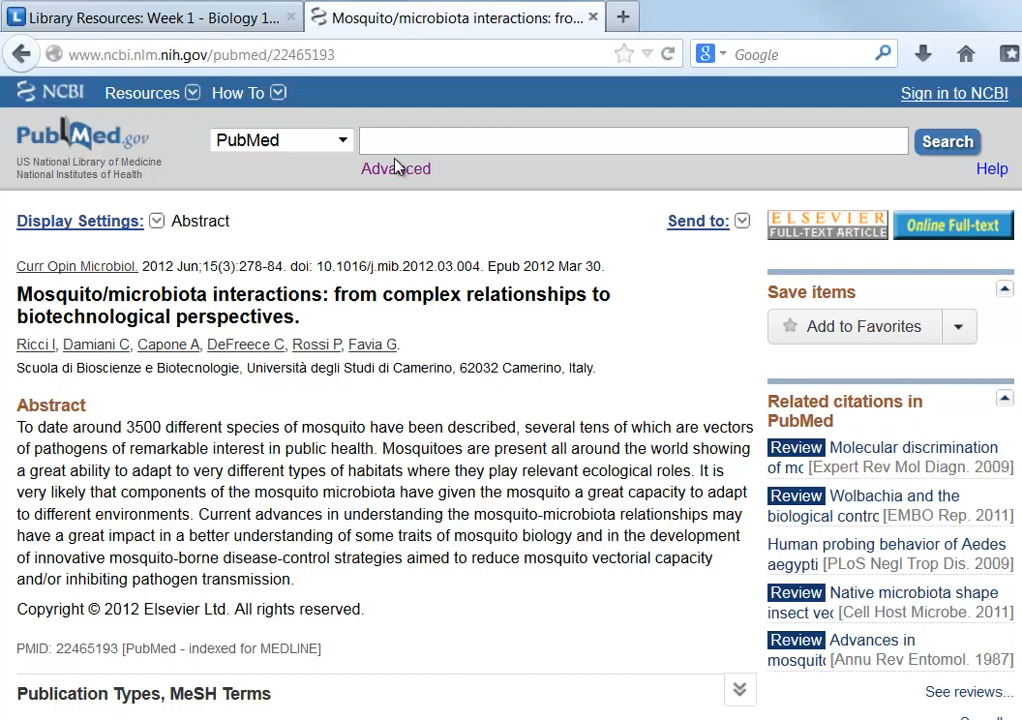 Library Resources: Week 1 - Biology 1...
Mosquito/microbiota interactions: fro...
www.ncbi.nlm.nih.gov/pubmed/22465193
Google
NCBI Resources How To Sign in to NCBI
PubMed.gov
US National Library of Medicine
National Institutes of Health
PubMed
Search
Advanced
Help
Display Settings: Abstract
Send to:
ELSEVIER
FULL-TEXT ARTICLE
Online Full-text
Curr Opin Microbiol. 2012 Jun;15(3):278-84. doi: 10.1016/j.mib.2012.03.004. Epub 2012 Mar 30.
Mosquito/microbiota interactions: from complex relationships to
biotechnological perspectives.
Ricci I, Damiani C, Capone A, DeFreece C, Rossi P, Favia G.
Scuola di Bioscienze e Biotecnologie, Università degli Studi di Camerino, 62032 Camerino, Italy.
Abstract
To date around 3500 different species of mosquito have been described, several tens of which are vectors
of pathogens of remarkable interest in public health. Mosquitoes are present all around the world showing
a great ability to adapt to very different types of habitats where they play relevant ecological roles. It is
very likely that components of the mosquito microbiota have given the mosquito a great capacity to adapt
to different environments. Current advances in understanding the mosquito-microbiota relationships may
have a great impact in a better understanding of some traits of mosquito biology and in the development
of innovative mosquito-borne disease-control strategies aimed to reduce mosquito vectorial capacity
and/or inhibiting pathogen transmission.
Copyright © 2012 Elsevier Ltd. All rights reserved.
PMID: 22465193 [PubMed - indexed for MEDLINE]
Publication Types, MeSH Terms
Save items
Add to Favorites
Related citations in
PubMed
Review Molecular discrimination
of mo [Expert Rev Mol Diagn. 2009]
Review Wolbachia and the
biological contro [EMBO Rep. 2011]
Human probing behavior of Aedes
aegypti [PLoS Negl Trop Dis. 2009]
Review Native microbiota shape
insect vec [Cell Host Microbe. 2011]
Review Advances in
mosquito [Annu Rev Entomol. 1987]
See reviews...